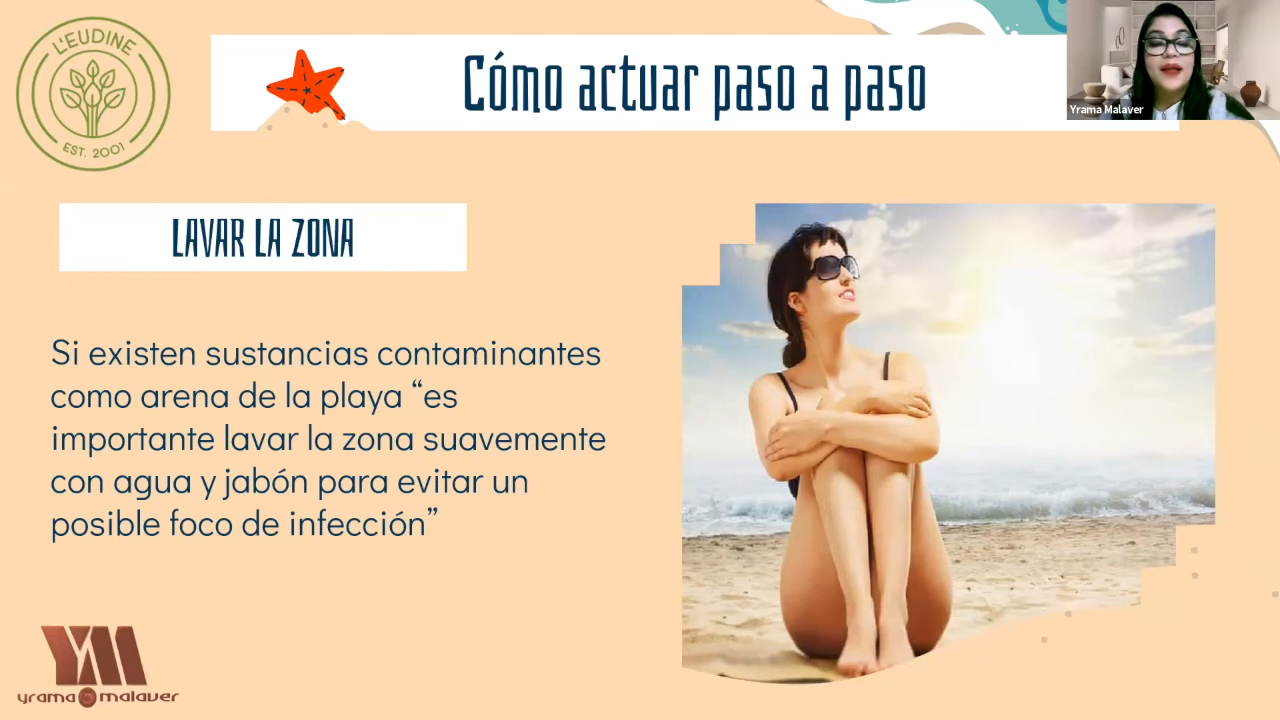 L'EUDINE
EST. 2001
Cómo actuar paso a paso
Yrama Malaver
LAVAR LA ZONA
Si existen sustancias contaminantes
como arena de la playa “es
importante lavar la zona suavemente
con agua y jabón para evitar un
posible foco de infección”
YM
yrama malaver